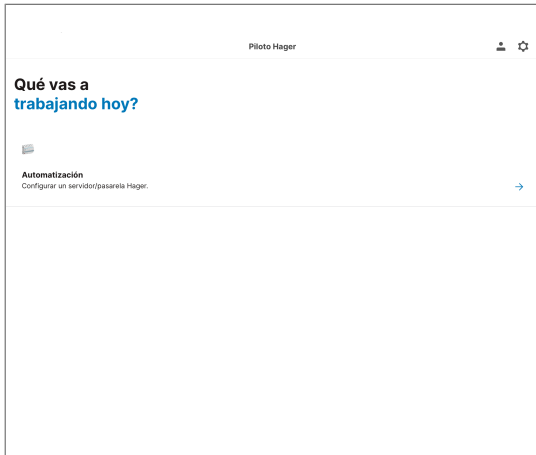 Piloto Hager
Qué vas a
trabajando hoy?
Automatización
Configurar un servidor/pasarela Hager.